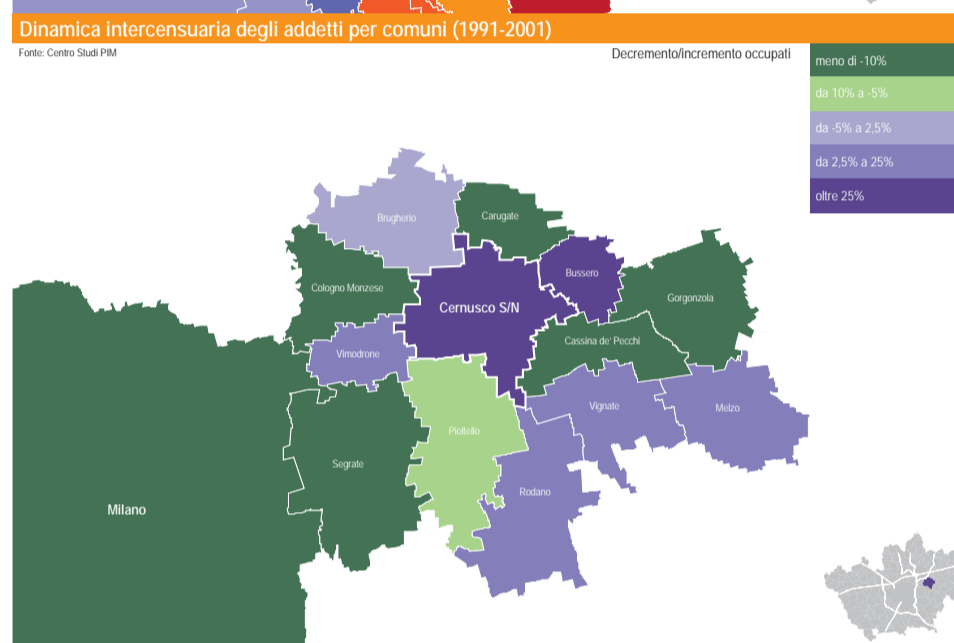 Dinamica intercensuaria degli addetti per comuni (1991-2001)
Fonte: Centro Studi PIM
Decremento/incremento occupati
meno di -10%
da 10% a -5%
da -5% a 2,5%
da 2,5% a 25%
oltre 25%
Brugherio
Carugate
Bussero
Cologno Monzese
Gorgonzola
Cernusco S/N
Cassina de' Pecchi
Vimodrone
Vignate
Melzo
Pioltello
Segrate
Rodano
Milano